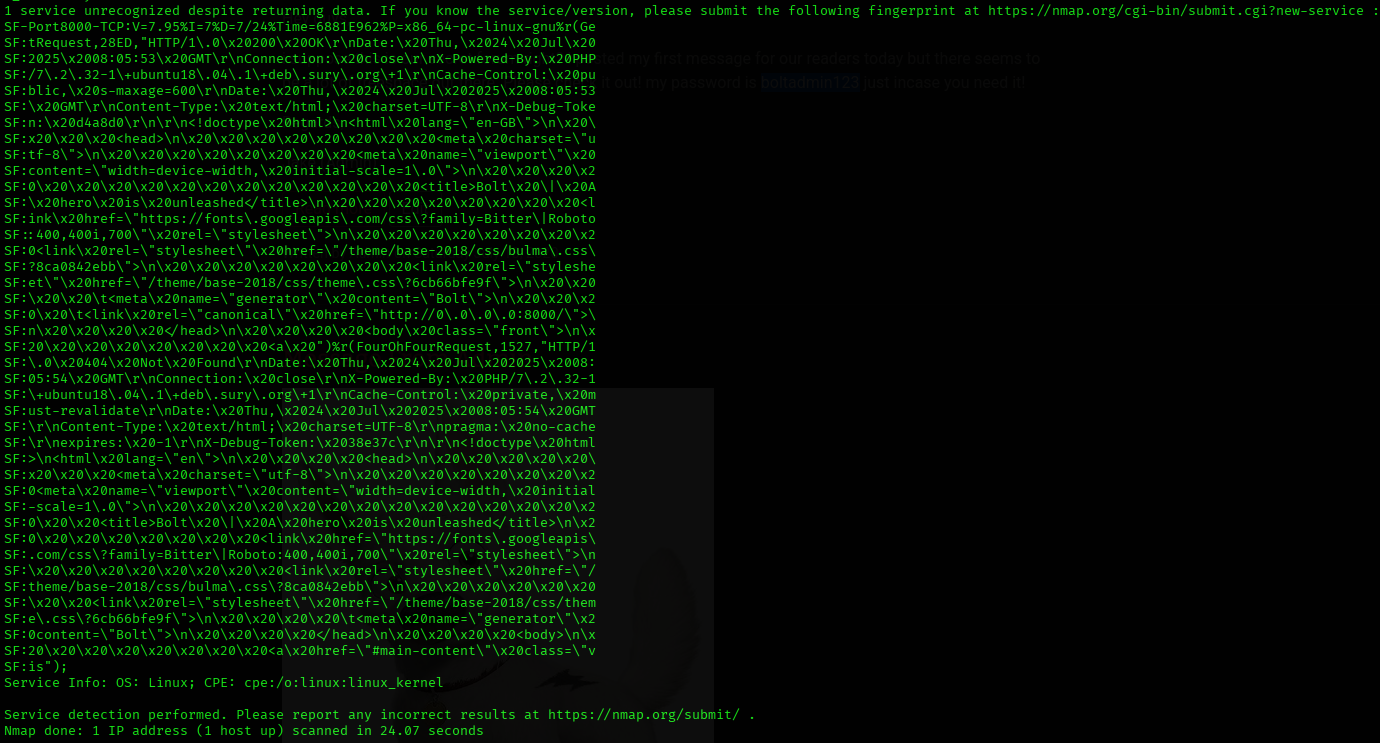 1 service unrecognized despite returning data. If you know the service/version, please submit the following fingerprint at https://nmap.org/cgi-bin/submit.cgi?new-service :
SF-Port8000-TCP:V=7.95%I=7%D=7/24%Time=6881E962%P=x86_64-pc-linux-gnu%r(Ge
SF:tRequest,28ED,"HTTP/1\.0\x20200\x20OK\r\nDate:\x20Thu,\x2024\x20Jul\x20
SF:2025\x2008:05:53\x20GMT\r\nConnection:\x20close\r\nX-Powered-By:\x20PHP
ted my first message for our readers today but there seems to
SF:/7\.2\.32-1\+ubuntu18\.04\.1\+deb\.sury\.org\+1\r\nCache-Control:\x20pu
SF:blic,\x20s-maxage=600\r\nDate:\x20Thu,\x2024\x20Jul\x202025\x2008:05:53
it out! my password is boltadmin123 just incase you need it!
SF:\x20GMT\r\nContent-Type:\x20text/html;\x20charset=UTF-8\r\nX-Debug-Toke
SF:n:\x20d4a8d0\r\n\r\n<!doctype\x20html>\n<html\x20lang=\"en-GB\">\n\x20\
SF:x20\x20\x20<head>\n\x20\x20\x20\x20\x20\x20\x20\x20<meta\x20charset=\"u
SF:tf-8\">\n\x20\x20\x20\x20\x20\x20\x20\x20<meta\x20name=\"viewport\"\x20
SF:content=\"width=device-width,\x20initial-scale=1\.0\">\n\x20\x20\x20\x2
SF:0\x20\x20\x20\x20\x20\x20\x20\x20\x20\x20\x20\x20<title>Bolt\x20\|\x20A
SF:\x20hero\x20is\x20unleashed</title>\n\x20\x20\x20\x20\x20\x20\x20\x20<l
SF:ink\x20href=\"https://fonts\.googleapis\.com/css\?family=Bitter\|Roboto
SF::400,400i,700\"\x20rel=\"stylesheet\">\n\x20\x20\x20\x20\x20\x20\x20\x2
SF:0<link\x20rel=\"stylesheet\"\x20href=\"/theme/base-2018/css/bulma\.css\
SF:?8ca0842ebb\">\n\x20\x20\x20\x20\x20\x20\x20\x20<link\x20rel=\"styleshe
SF:et\"\x20href=\"/theme/base-2018/css/theme\.css\?6cb66bfe9f\">\n\x20\x20
SF:\x20\x20\t<meta\x20name=\"generator\"\x20content=\"Bolt\">\n\x20\x20\x2
SF:0\x20\t<link\x20rel=\"canonical\"\x20href=\"http://0\.0\.0\.0:8000/\">\
SF:n\x20\x20\x20\x20</head>\n\x20\x20\x20\x20<body\x20class=\"front\">\n\x
SF:20\x20\x20\x20\x20\x20\x20\x20<a\x20")%r(FourOhFourRequest,1527,"HTTP/1
SF:\.0\x20404\x20Not\x20Found\r\nDate:\x20Thu,\x2024\x20Jul\x202025\x2008:
SF:05:54\x20GMT\r\nConnection:\x20close\r\nX-Powered-By:\x20PHP/7\.2\.32-1
SF:\+ubuntu18\.04\.1\+deb\.sury\.org\+1\r\nCache-Control:\x20private,\x20m
SF:ust-revalidate\r\nDate:\x20Thu,\x2024\x20Jul\x202025\x2008:05:54\x20GMT
SF:\r\nContent-Type:\x20text/html;\x20charset=UTF-8\r\npragma:\x20no-cache
SF:\r\nexpires:\x20-1\r\nX-Debug-Token:\x2038e37c\r\n\r\n<!doctype\x20html
SF:>\n<html\x20lang=\"en\">\n\x20\x20\x20\x20<head>\n\x20\x20\x20\x20\x20\
SF:x20\x20\x20<meta\x20charset=\"utf-8\">\n\x20\x20\x20\x20\x20\x20\x20\x2
SF:0<meta\x20name=\"viewport\"\x20content=\"width=device-width,\x20initial
SF:-scale=1\.0\">\n\x20\x20\x20\x20\x20\x20\x20\x20\x20\x20\x20\x20\x20\x2
SF:0\x20\x20<title>Bolt\x20\|\x20A\x20hero\x20is\x20unleashed</title>\n\x2
SF:0\x20\x20\x20\x20\x20\x20\x20<link\x20href=\"https://fonts\.googleapis\
SF:.com/css\?family=Bitter\|Roboto:400,400i,700\"\x20rel=\"stylesheet\">\n
SF:\x20\x20\x20\x20\x20\x20\x20\x20<link\x20rel=\"stylesheet\"\x20href=\"/
SF:theme/base-2018/css/bulma\.css\?8ca0842ebb\">\n\x20\x20\x20\x20\x20\x20
SF:\x20\x20<link\x20rel=\"stylesheet\"\x20href=\"/theme/base-2018/css/them
SF:e\.css\?6cb66bfe9f\">\n\x20\x20\x20\x20\t<meta\x20name=\"generator\"\x2
SF:0content=\"Bolt\">\n\x20\x20\x20\x20</head>\n\x20\x20\x20\x20<body>\n\x
SF:20\x20\x20\x20\x20\x20\x20\x20<a\x20href=\"#main-content\"\x20class=\"v
SF:is");
Service Info: OS: Linux; CPE: cpe:/o:linux:linux_kernel
Service detection performed. Please report any incorrect results at https://nmap.org/submit/ .
Nmap done: 1 IP address (1 host up) scanned in 24.07 seconds